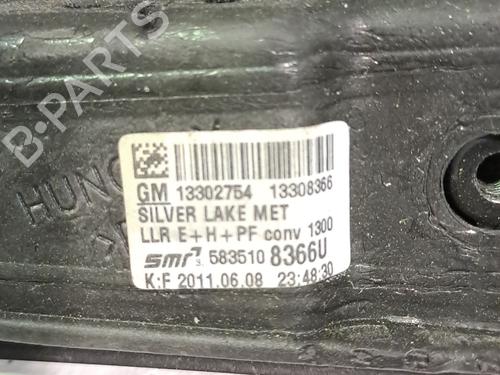 B-PARTS
HUNG
GM 13302754 13308366
SILVER LAKE MET
LLR E+H+PF conv 1300
smr 583510 8366U
K:F 2011.06.08 23:48:30